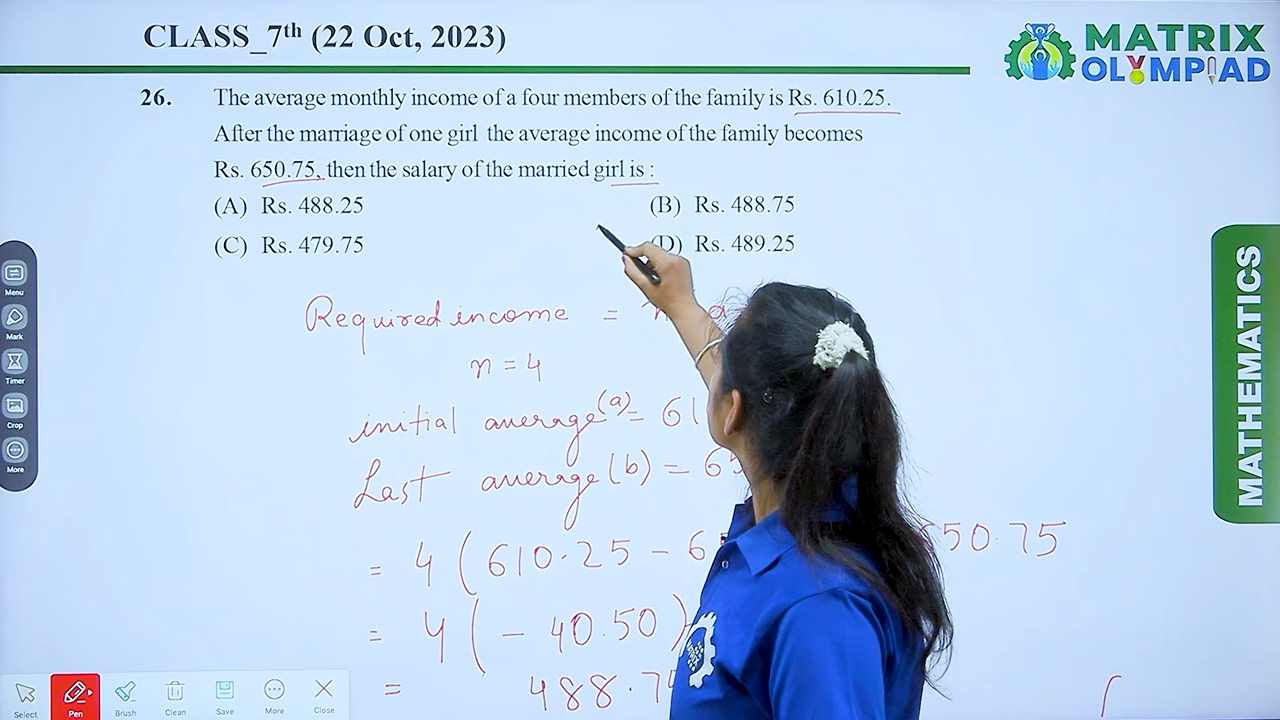 CLASS_7th (22 Oct, 2023)
MATRIX
OLYMPIAD
26. The average monthly income of a four members of the family is Rs. 610.25.
After the marriage of one girl the average income of the family becomes
Rs. 650.75, then the salary of the married girl is :
(A) Rs. 488.25 (B) Rs. 488.75
(C) Rs. 479.75 (D) Rs. 489.25
Required income =
n = 4
initial average (a) = 61
Last average (b) = 65
= 4 ( 610.25 - 65 650.75
= 4 ( - 40.50 )
= 488.7
MATHEMATICS
Menu
Mark
Timer
Crop
More
Select Pen Brush Clean Save More Close